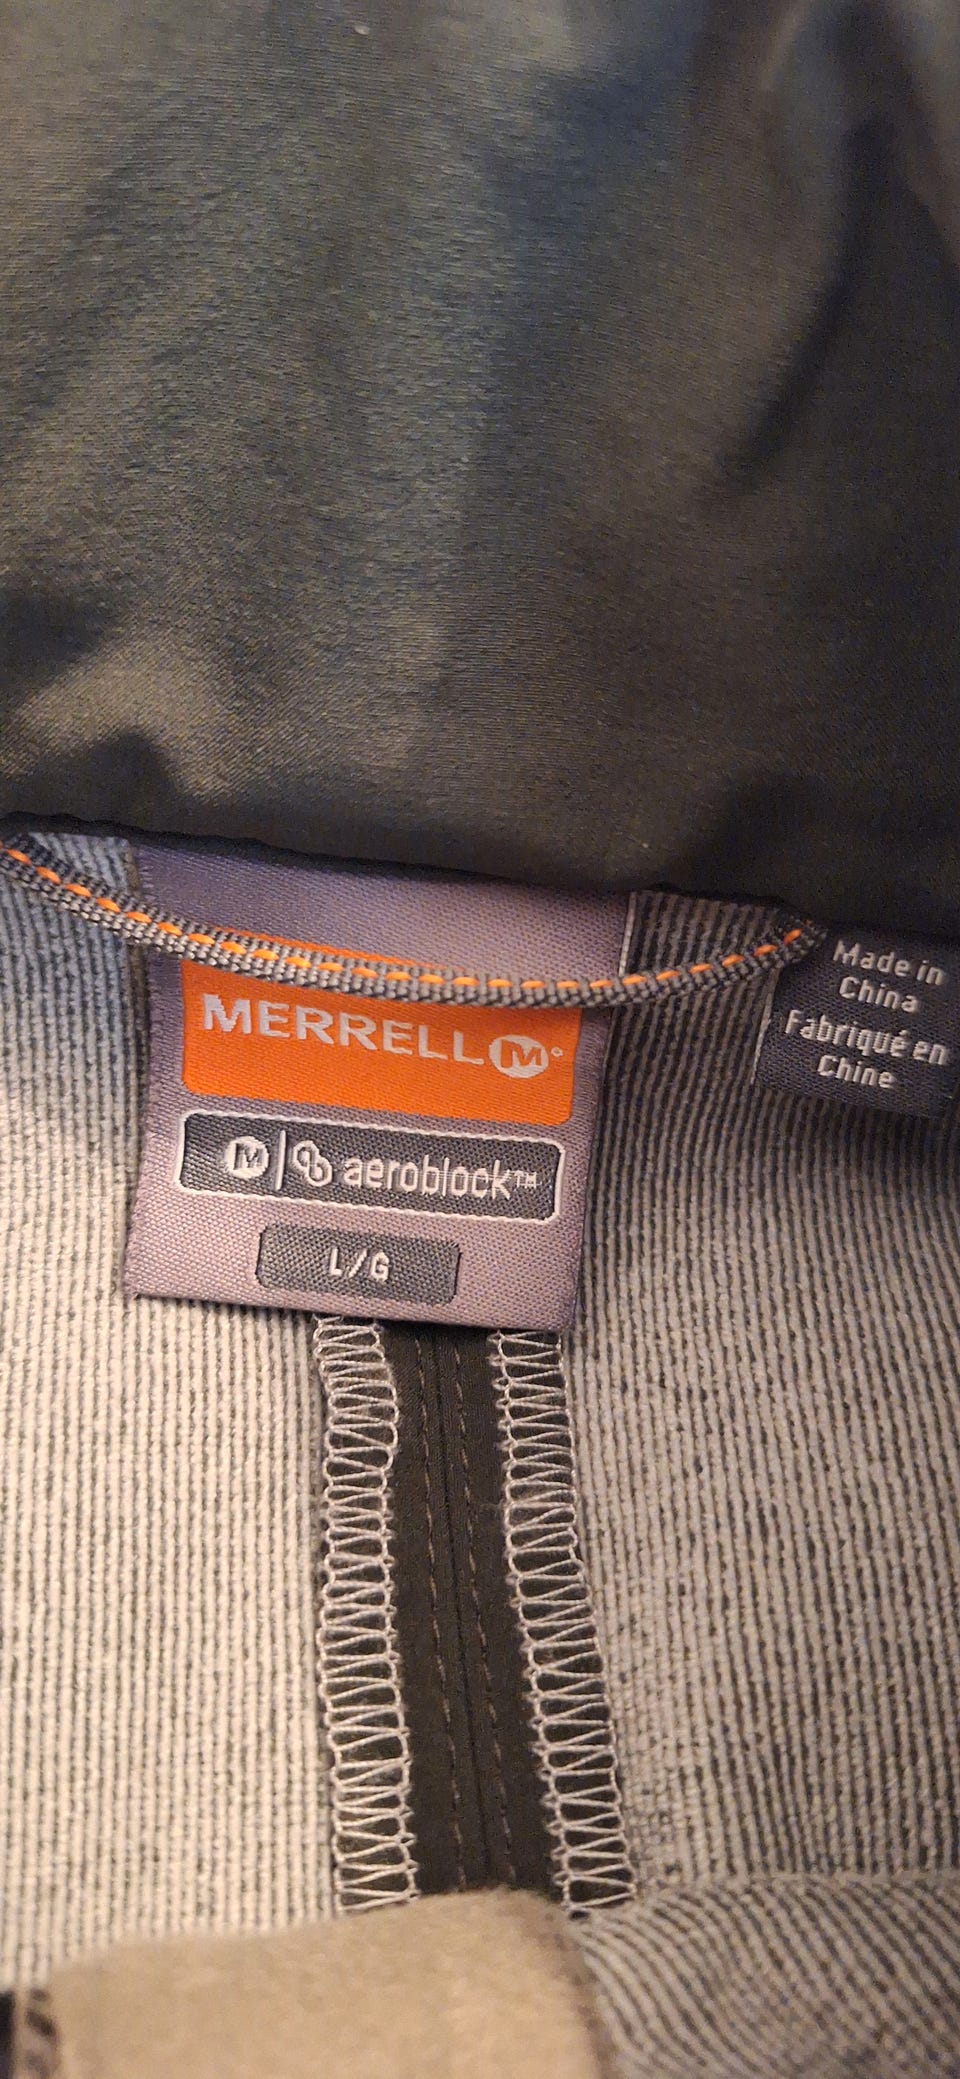 MERRELL M
M | aeroblock™
L/G
Made in
China
Fabriqué en
Chine